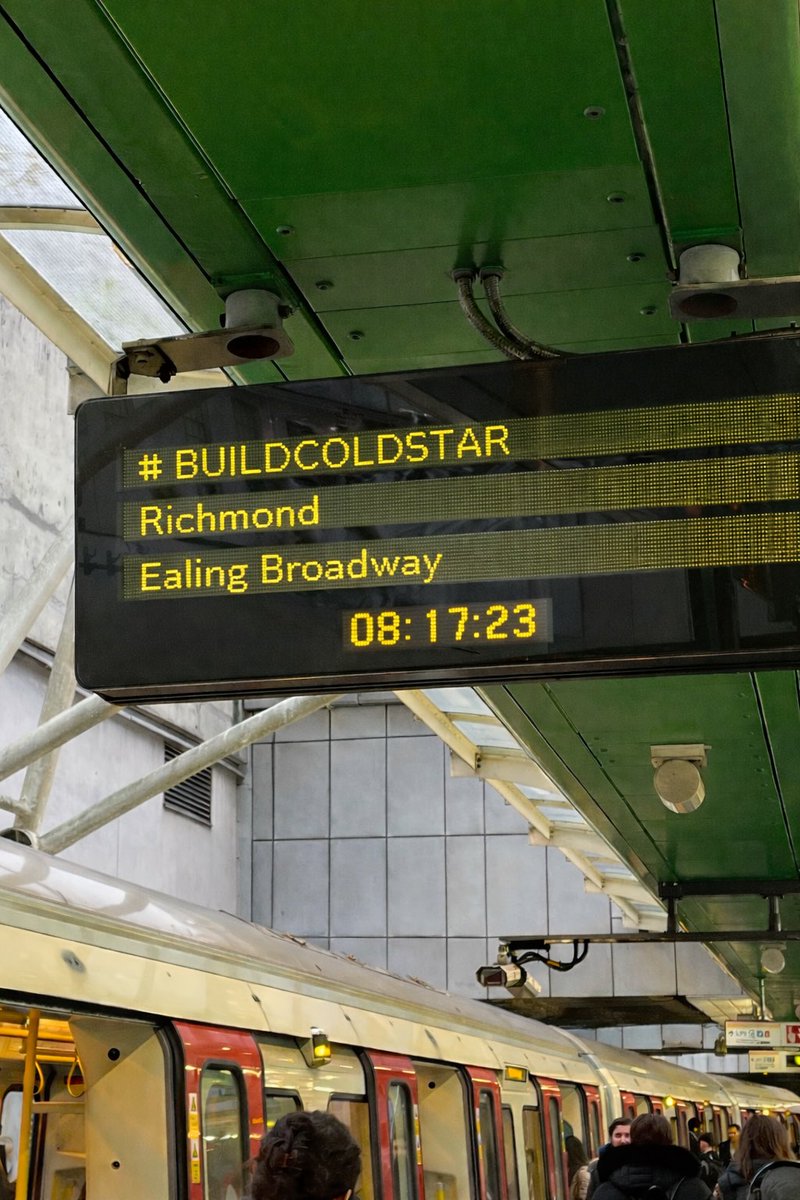 # BUILDCOLDSTAR
Richmond
Ealing Broadway
08:17:23